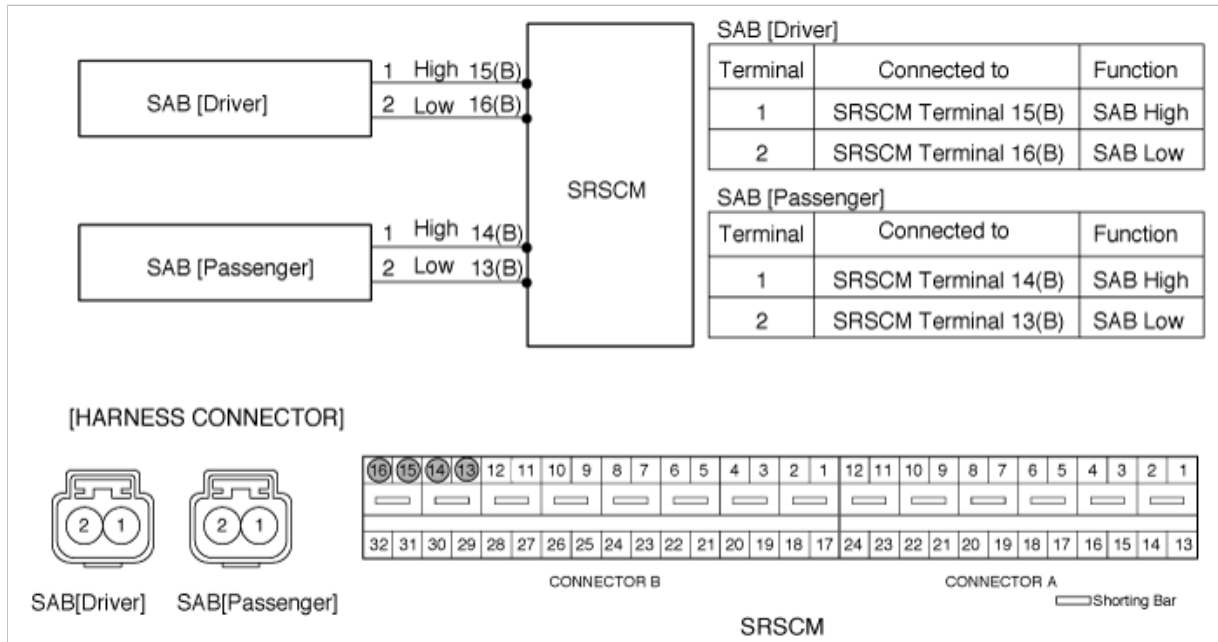 SAB [Driver]
1 High 15(B)
2 Low 16(B)
SAB [Passenger]
1 High 14(B)
2 Low 13(B)
SRSCM
SAB [Driver]
Terminal Connected to Function
1 SRSCM Terminal 15(B) SAB High
2 SRSCM Terminal 16(B) SAB Low
SAB [Passenger]
Terminal Connected to Function
1 SRSCM Terminal 14(B) SAB High
2 SRSCM Terminal 13(B) SAB Low
[HARNESS CONNECTOR]
2 1
SAB[Driver]
2 1
SAB[Passenger]
16 15 14 13 12 11 10 9 8 7 6 5 4 3 2 1 12 11 10 9 8 7 6 5 4 3 2 1
32 31 30 29 28 27 26 25 24 23 22 21 20 19 18 17 24 23 22 21 20 19 18 17 16 15 14 13
CONNECTOR B CONNECTOR A
Shorting Bar
SRSCM